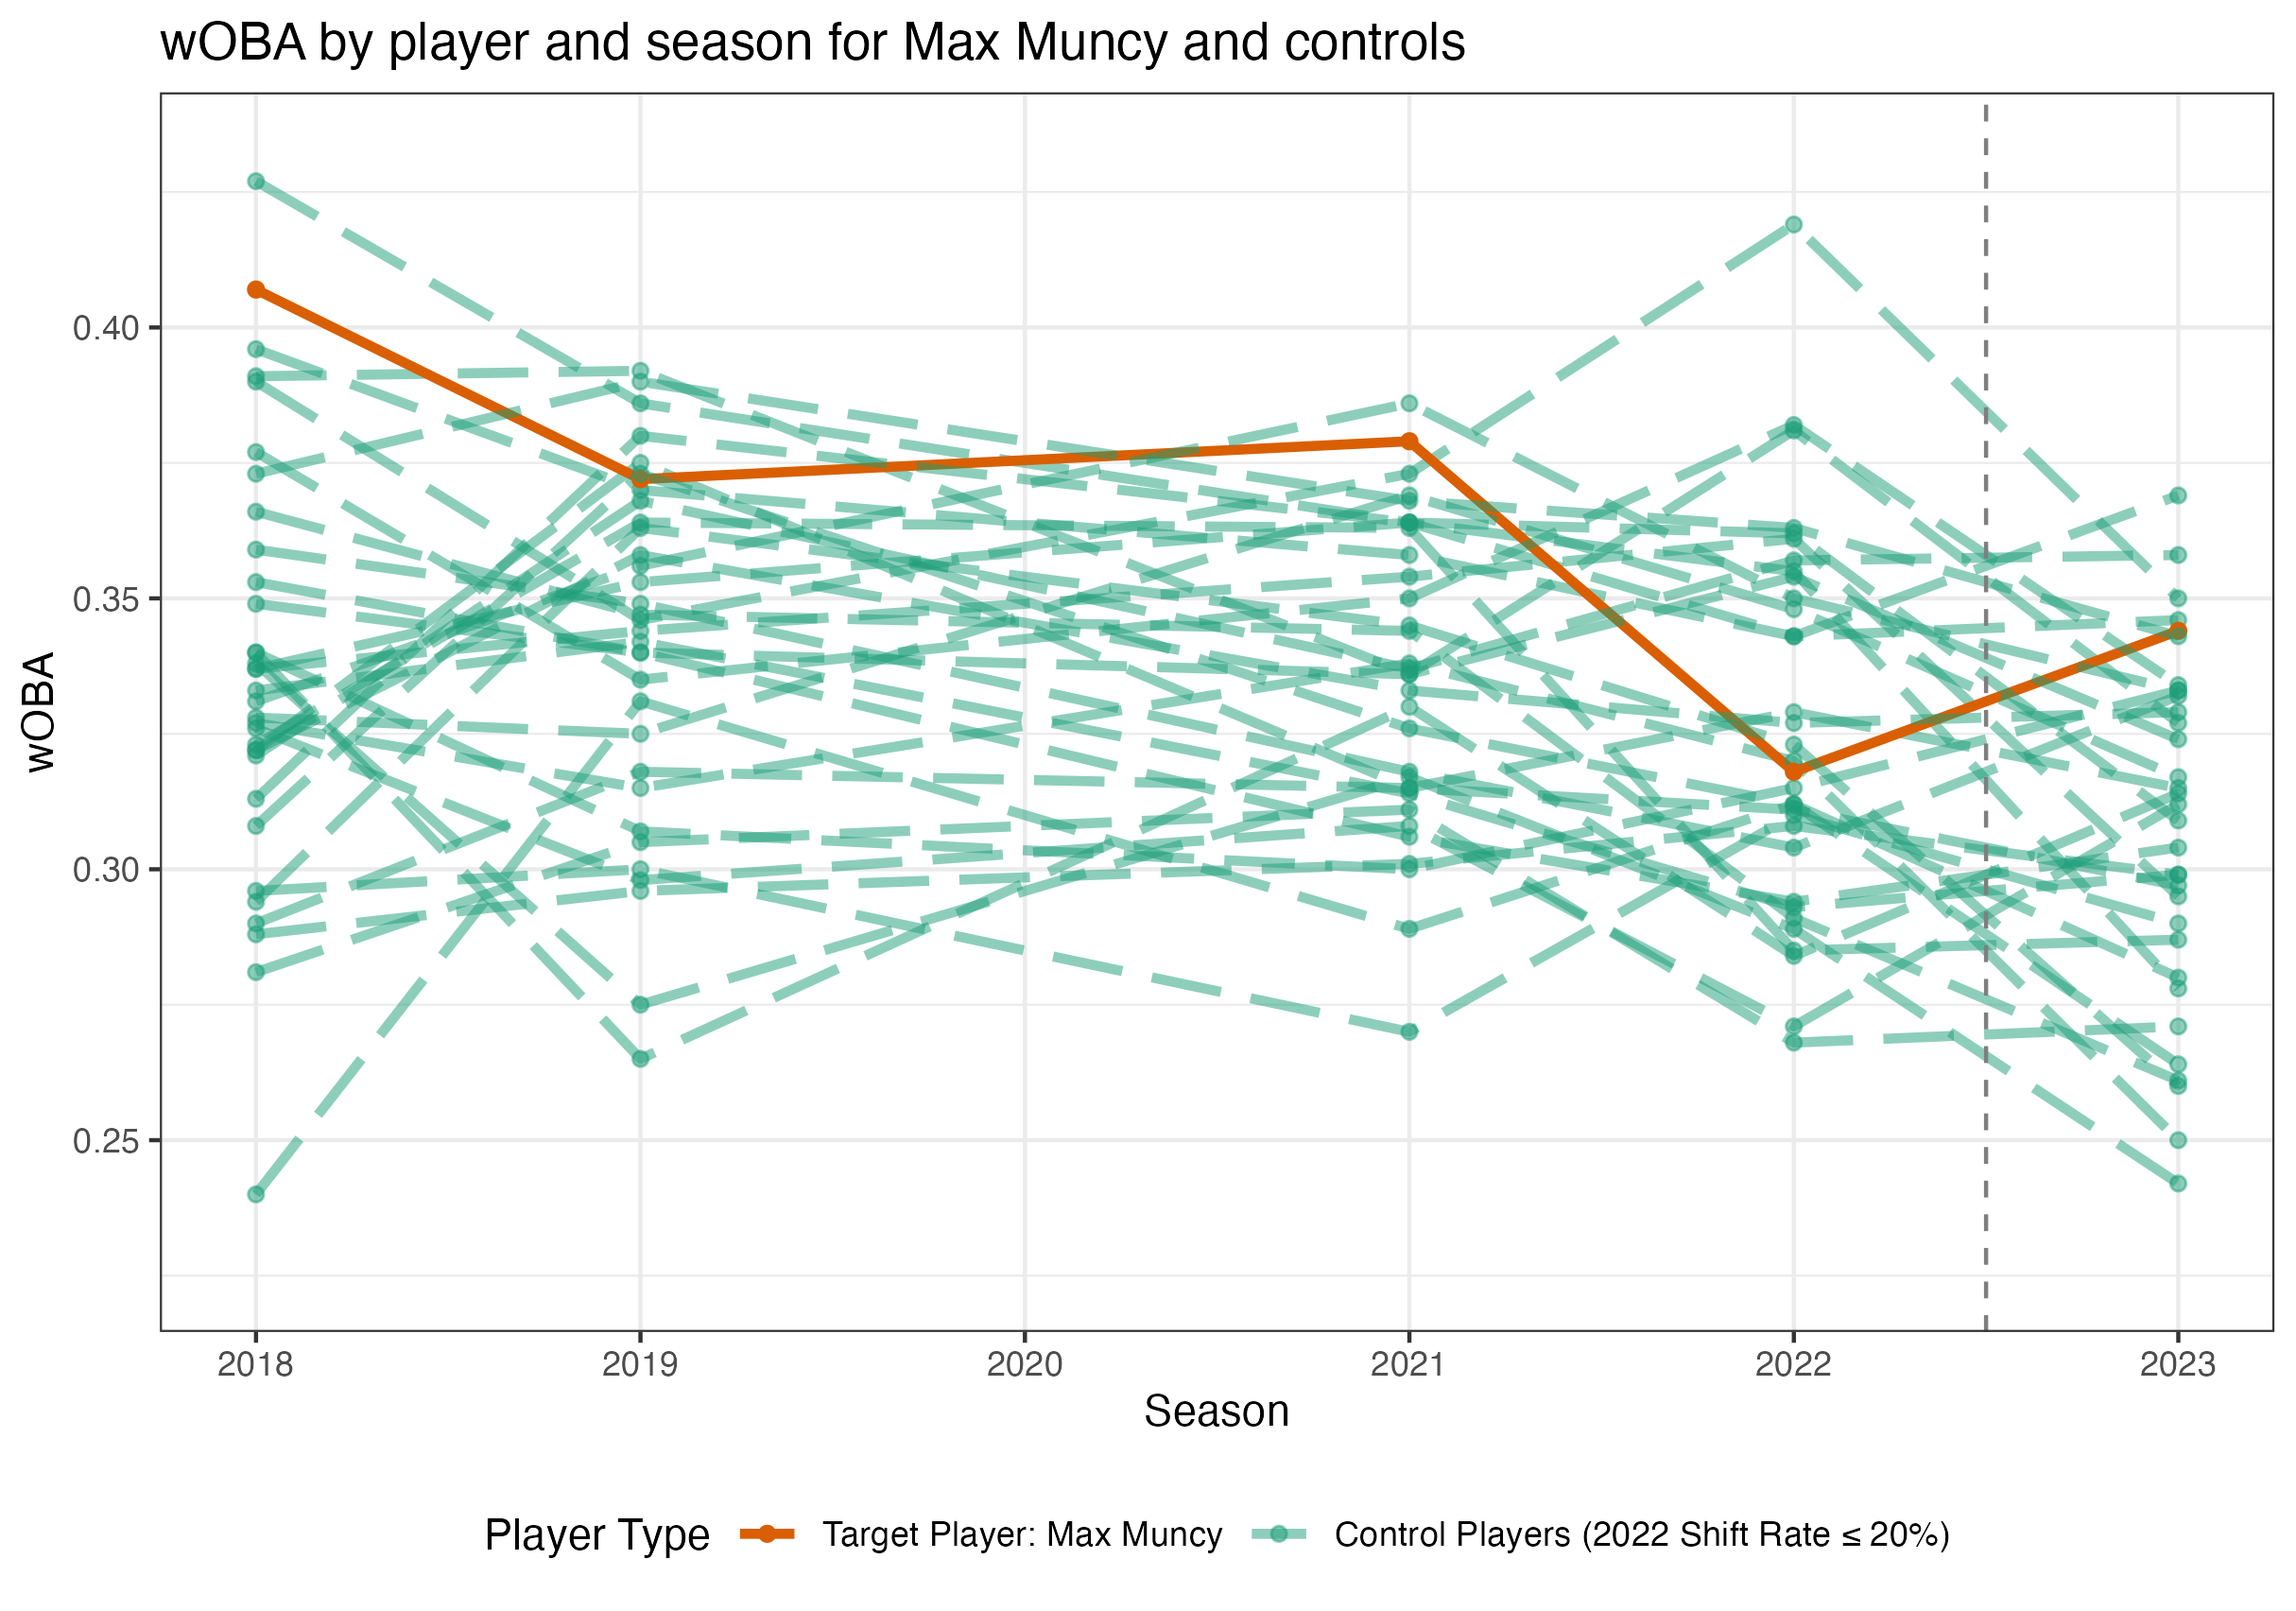 wOBA by player and season for Max Muncy and controls
wOBA
0.40
0.35
0.30
0.25
2018 2019 2020 2021 2022 2023
Season
Player Type Target Player: Max Muncy Control Players (2022 Shift Rate ≤ 20%)